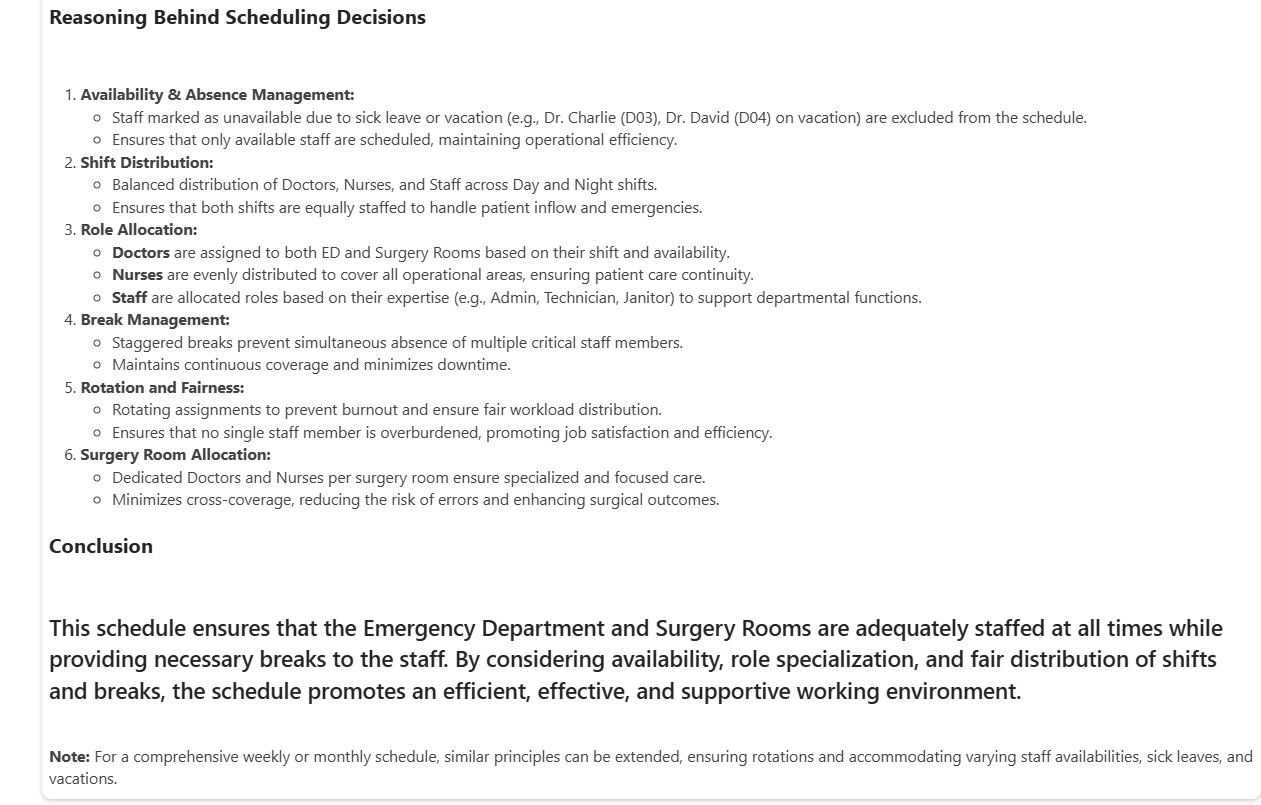 Reasoning Behind Scheduling Decisions
1. Availability & Absence Management:
Staff marked as unavailable due to sick leave or vacation (e.g., Dr. Charlie (D03), Dr. David (D04) on vacation) are excluded from the schedule.
Ensures that only available staff are scheduled, maintaining operational efficiency.
2. Shift Distribution:
Balanced distribution of Doctors, Nurses, and Staff across Day and Night shifts.
Ensures that both shifts are equally staffed to handle patient inflow and emergencies.
3. Role Allocation:
Doctors are assigned to both ED and Surgery Rooms based on their shift and availability.
Nurses are evenly distributed to cover all operational areas, ensuring patient care continuity.
Staff are allocated roles based on their expertise (e.g., Admin, Technician, Janitor) to support departmental functions.
4. Break Management:
Staggered breaks prevent simultaneous absence of multiple critical staff members.
Maintains continuous coverage and minimizes downtime.
5. Rotation and Fairness:
Rotating assignments to prevent burnout and ensure fair workload distribution.
Ensures that no single staff member is overburdened, promoting job satisfaction and efficiency.
6. Surgery Room Allocation:
Dedicated Doctors and Nurses per surgery room ensure specialized and focused care.
Minimizes cross-coverage, reducing the risk of errors and enhancing surgical outcomes.
Conclusion
This schedule ensures that the Emergency Department and Surgery Rooms are adequately staffed at all times while
providing necessary breaks to the staff. By considering availability, role specialization, and fair distribution of shifts
and breaks, the schedule promotes an efficient, effective, and supportive working environment.
Note: For a comprehensive weekly or monthly schedule, similar principles can be extended, ensuring rotations and accommodating varying staff availabilities, sick leaves, and
vacations.